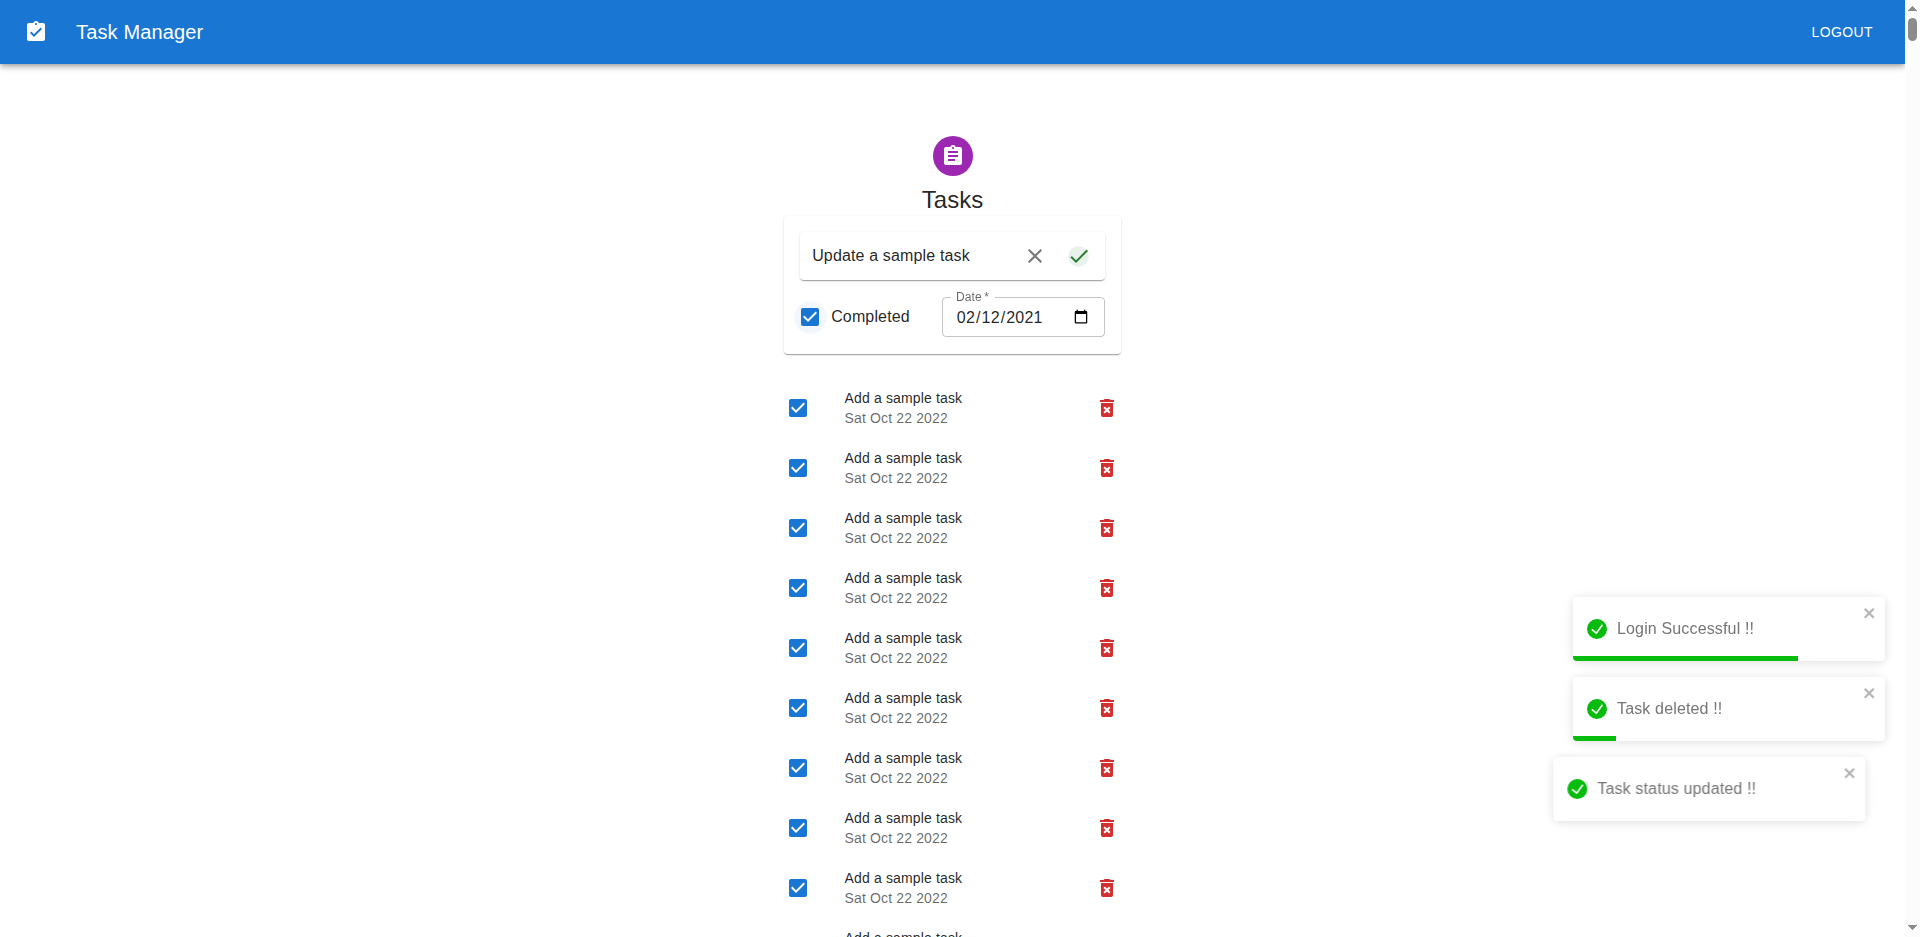 Task Manager
LOGOUT
Tasks
Update a sample task
Completed
Date *
02/12/2021
Add a sample task
Sat Oct 22 2022
Add a sample task
Sat Oct 22 2022
Add a sample task
Sat Oct 22 2022
Add a sample task
Sat Oct 22 2022
Add a sample task
Sat Oct 22 2022
Add a sample task
Sat Oct 22 2022
Add a sample task
Sat Oct 22 2022
Add a sample task
Sat Oct 22 2022
Add a sample task
Sat Oct 22 2022
Add a sample task
Login Successful !!
Task deleted !!
Task status updated !!